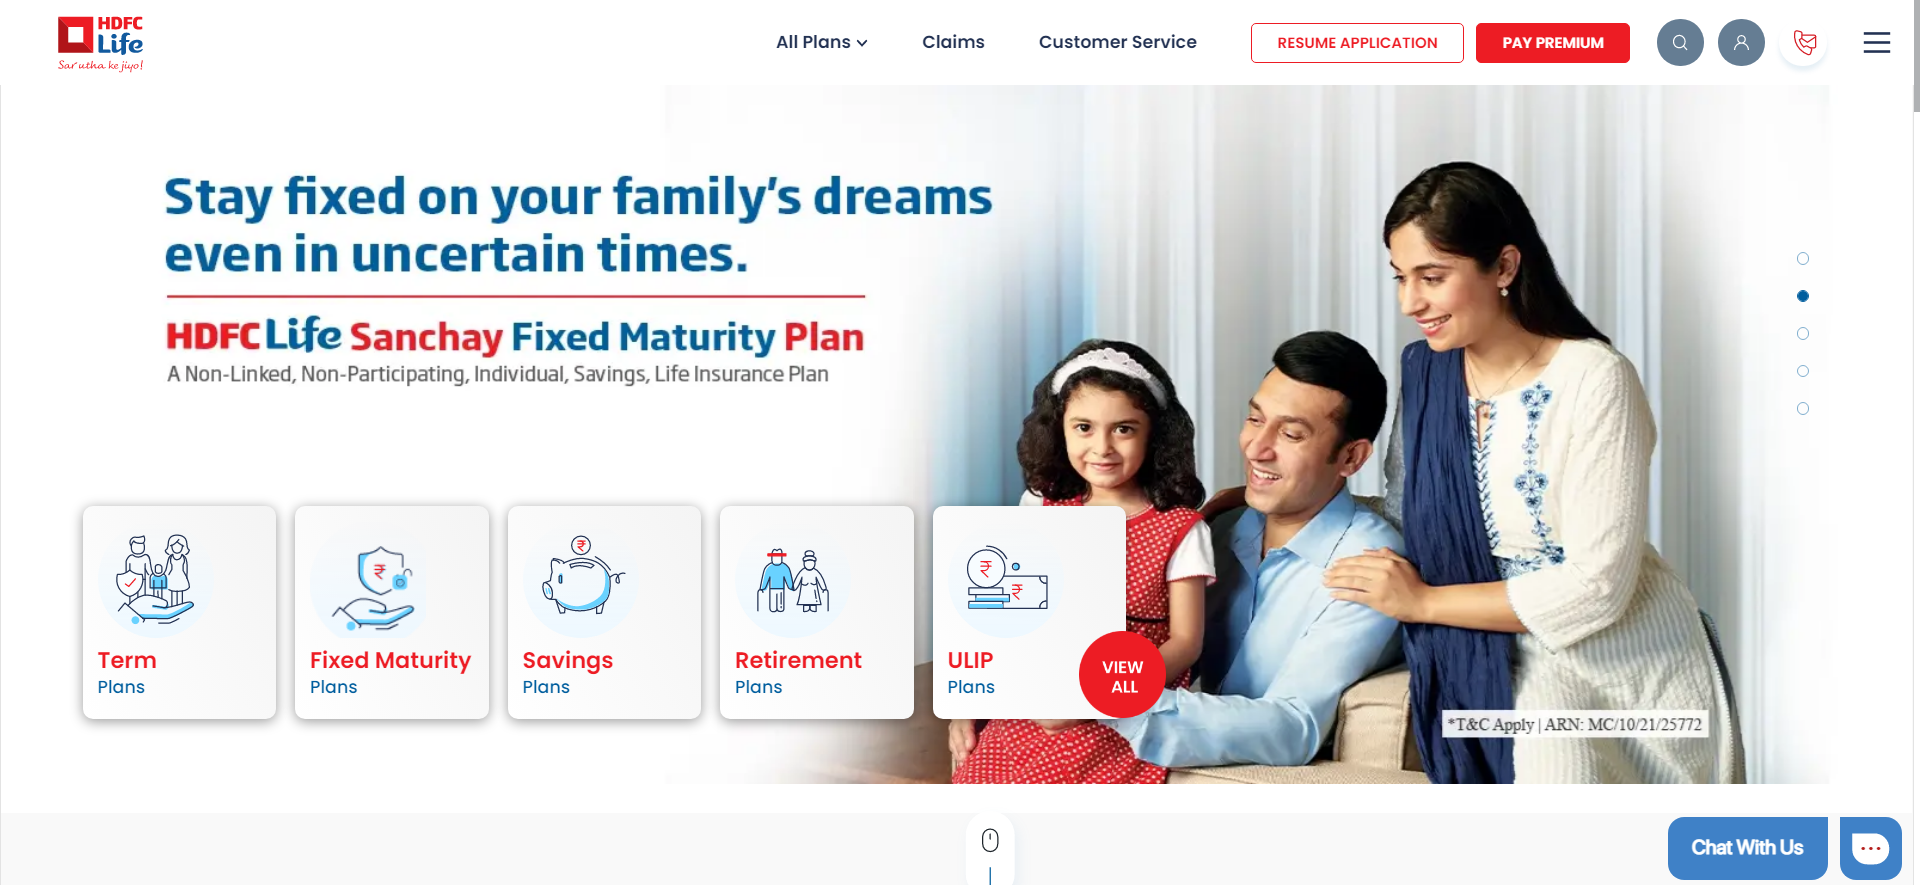 HDFC
Life
Sar utha ke jiyo!
All Plans
Claims
Customer Service
RESUME APPLICATION
PAY PREMIUM
Stay fixed on your family's dreams
even in uncertain times.
HDFC Life Sanchay Fixed Maturity Plan
A Non-Linked, Non-Participating, Individual, Savings, Life Insurance Plan
₹
₹
₹
₹
Term
Plans
Fixed Maturity
Plans
Savings
Plans
Retirement
Plans
ULIP
Plans
VIEW
ALL
*T&C Apply | ARN: MC/10/21/25772
Chat With Us